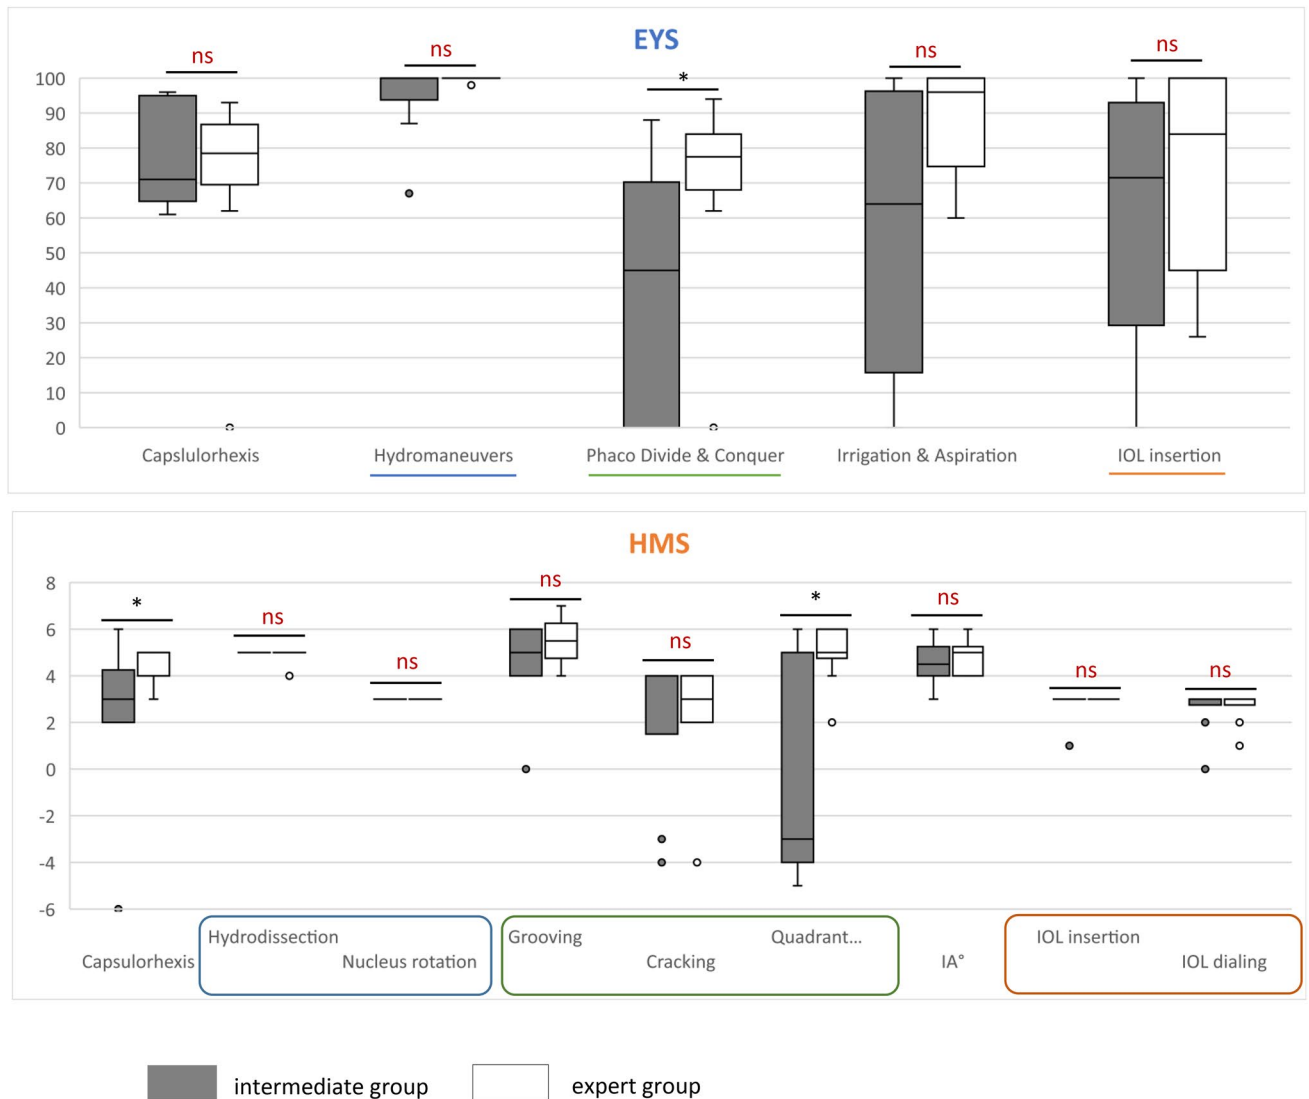 EYS
ns
ns
*
ns
ns
100
90
80
70
60
50
40
30
20
10
0
Capslulorhexis
Hydromaneuvers
Phaco Divide & Conquer
Irrigation & Aspiration
IOL insertion
HMS
*
ns
ns
ns
ns
*
ns
ns
ns
8
6
4
2
0
-2
-4
-6
Capsulorhexis
Hydrodissection
Nucleus rotation
Grooving
Cracking
Quadrant...
IA°
IOL insertion
IOL dialing
intermediate group
expert group